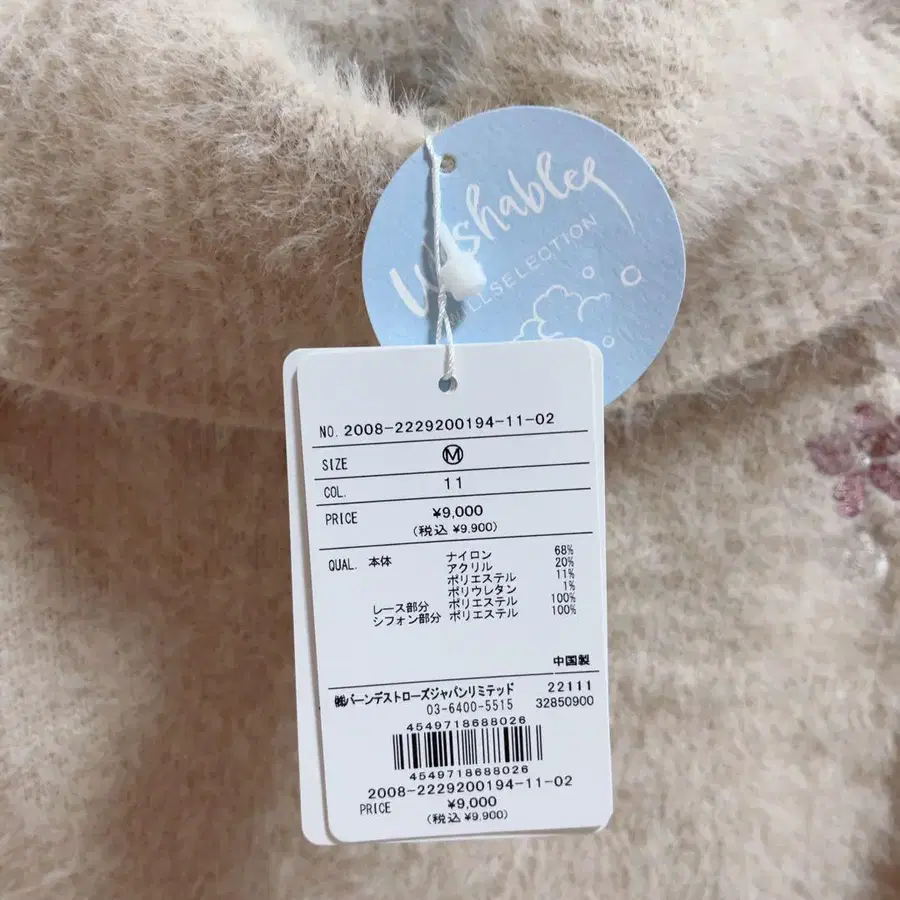 Washable
ILLSELECTION
NO. 2008-2229200194-11-02
SIZE Ⓜ
COL. 11
PRICE ¥9,000
(税込 ¥9,900)
QUAL. 本体 ナイロン 68%
アクリル 20%
ポリエステル 11%
ポリウレタン 1%
レース部分 ポリエステル 100%
シフォン部分 ポリエステル 100%
中国製
㈱バーンデストローズジャパンリミテッド 22111
03-6400-5515 32850900
4549718688026
4549718688026
2008-2229200194-11-02
PRICE ¥9,000
(税込 ¥9,900)